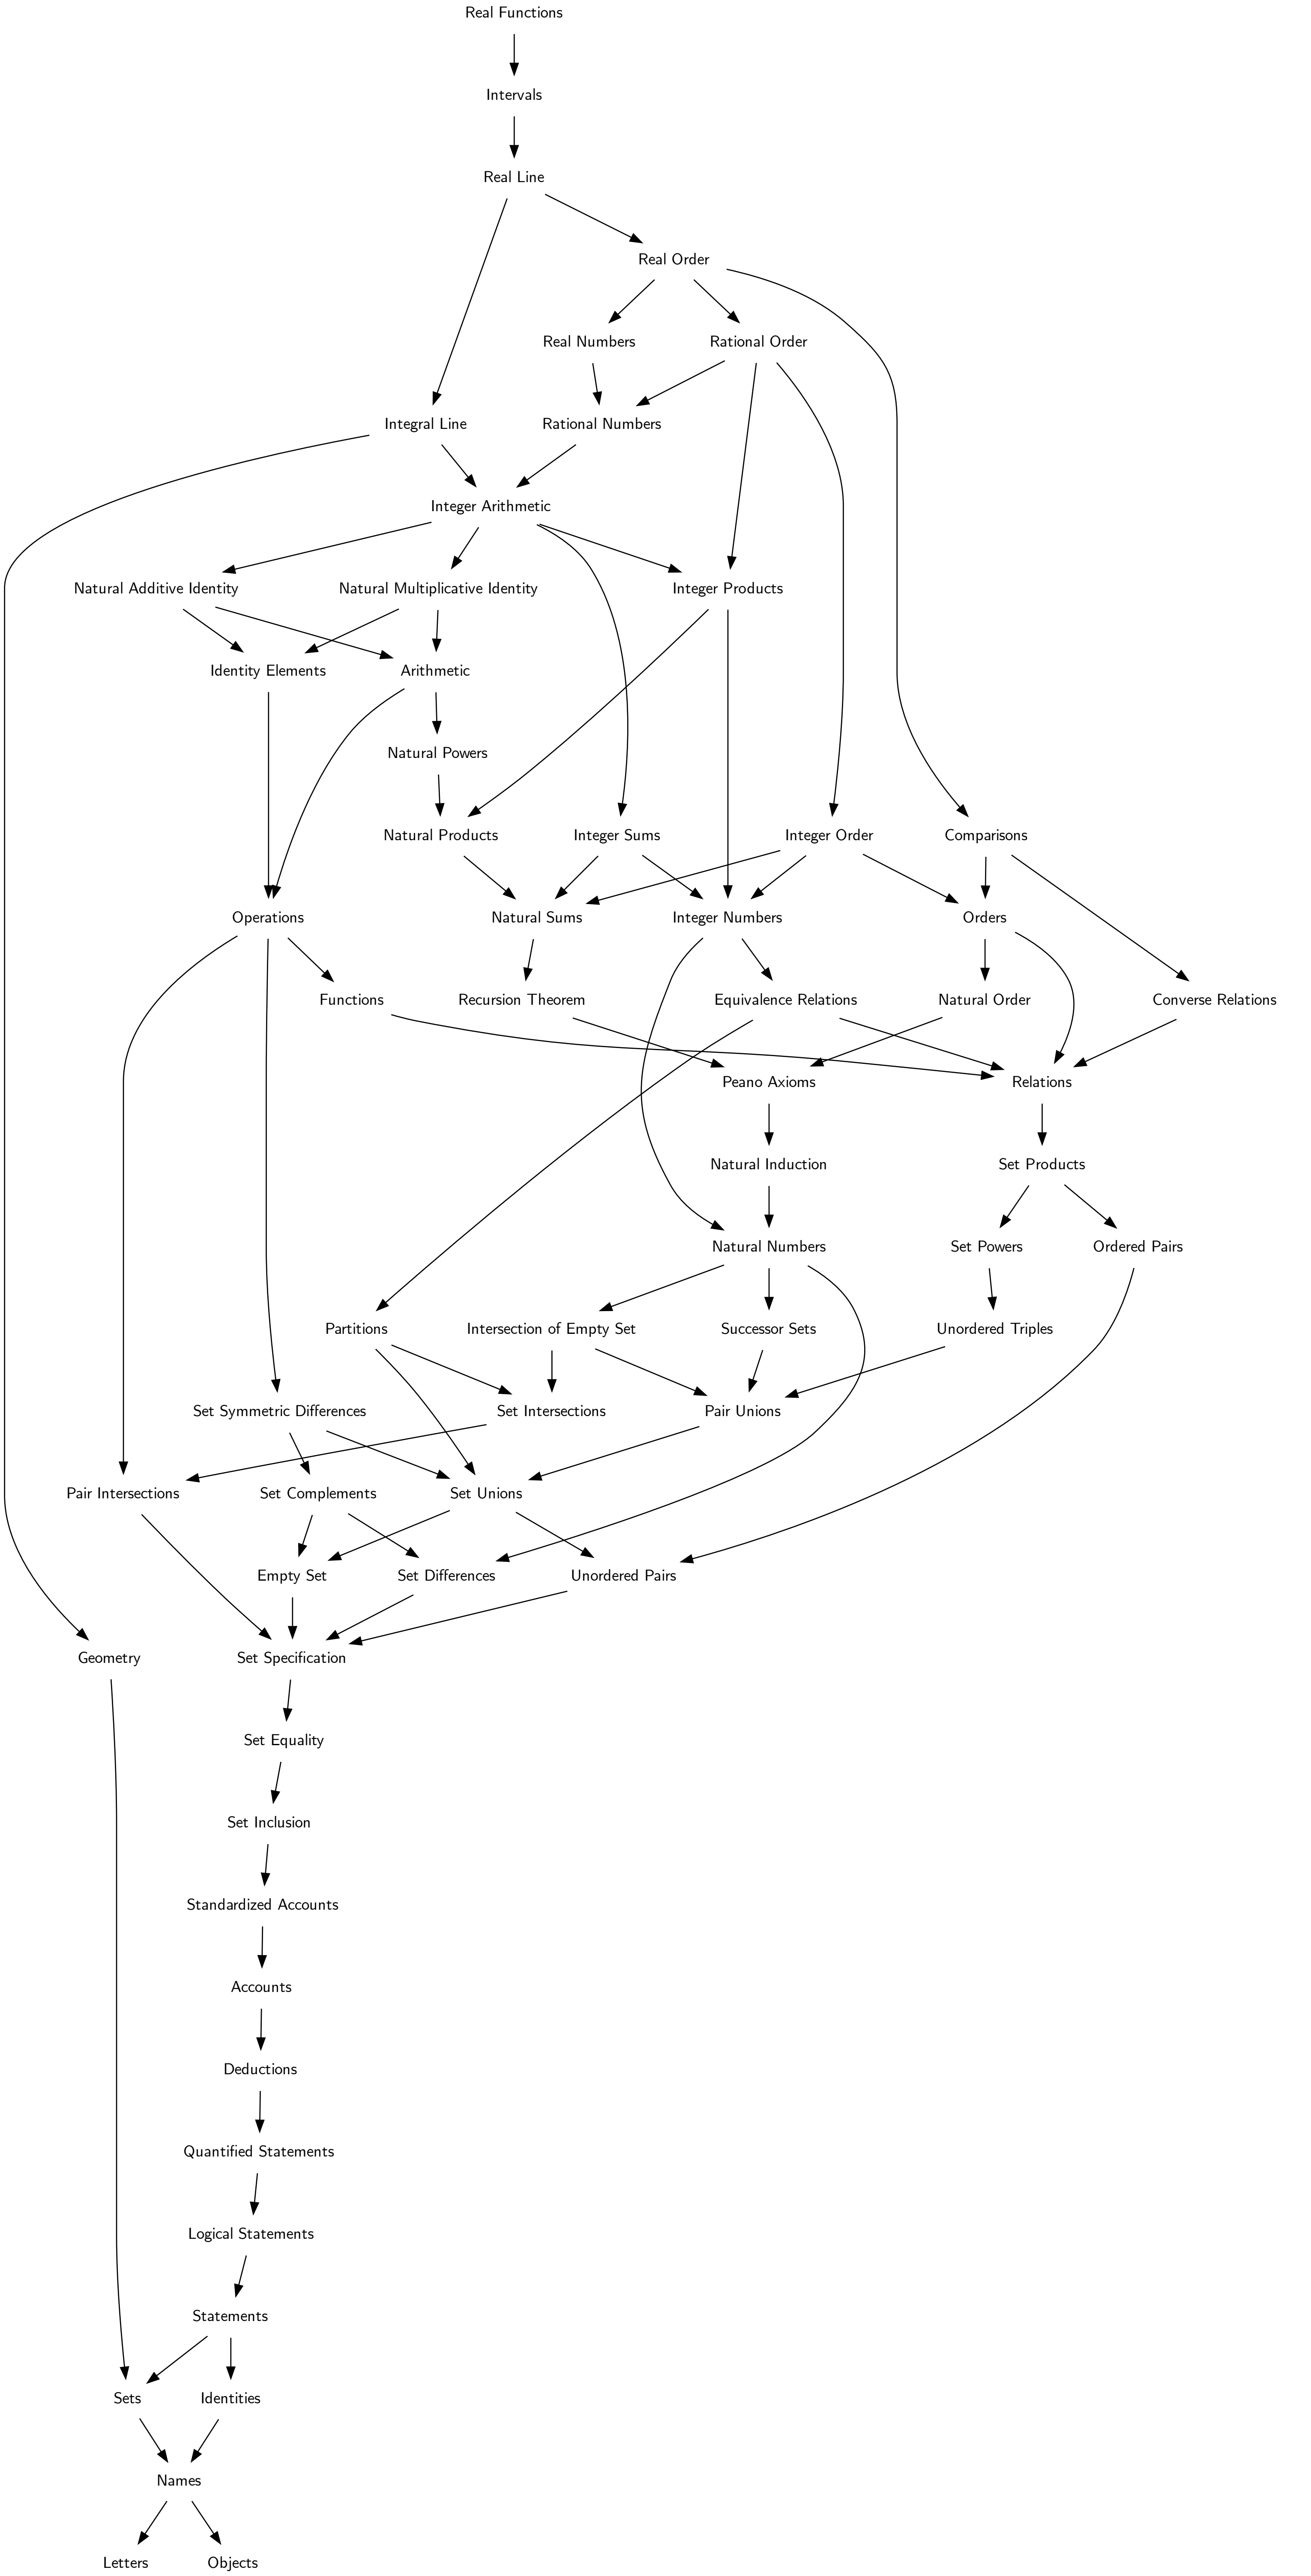 Real Functions
Intervals
Real Line
Real Order
Real Numbers
Rational Order
Integral Line
Rational Numbers
Integer Arithmetic
Natural Additive Identity
Natural Multiplicative Identity
Integer Products
Identity Elements
Arithmetic
Natural Powers
Natural Products
Integer Sums
Integer Order
Comparisons
Operations
Natural Sums
Integer Numbers
Orders
Functions
Recursion Theorem
Equivalence Relations
Natural Order
Converse Relations
Peano Axioms
Relations
Natural Induction
Set Products
Natural Numbers
Set Powers
Ordered Pairs
Partitions
Intersection of Empty Set
Successor Sets
Unordered Triples
Set Symmetric Differences
Set Intersections
Pair Unions
Pair Intersections
Set Complements
Set Unions
Empty Set
Set Differences
Unordered Pairs
Geometry
Set Specification
Set Equality
Set Inclusion
Standardized Accounts
Accounts
Deductions
Quantified Statements
Logical Statements
Statements
Sets
Identities
Names
Letters
Objects